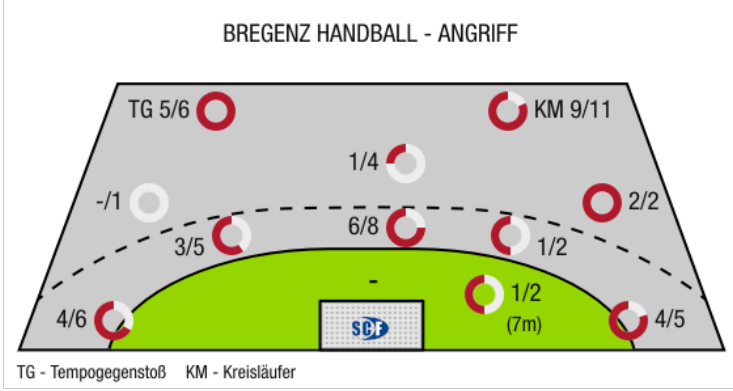 BREGENZ HANDBALL - ANGRIFF
TG 5/6
KM 9/11
1/4
-/1
2/2
6/8
3/5
1/2
-
1/2
(7m)
4/6
4/5
SCF
TG - Tempogegenstoß KM - Kreisläufer